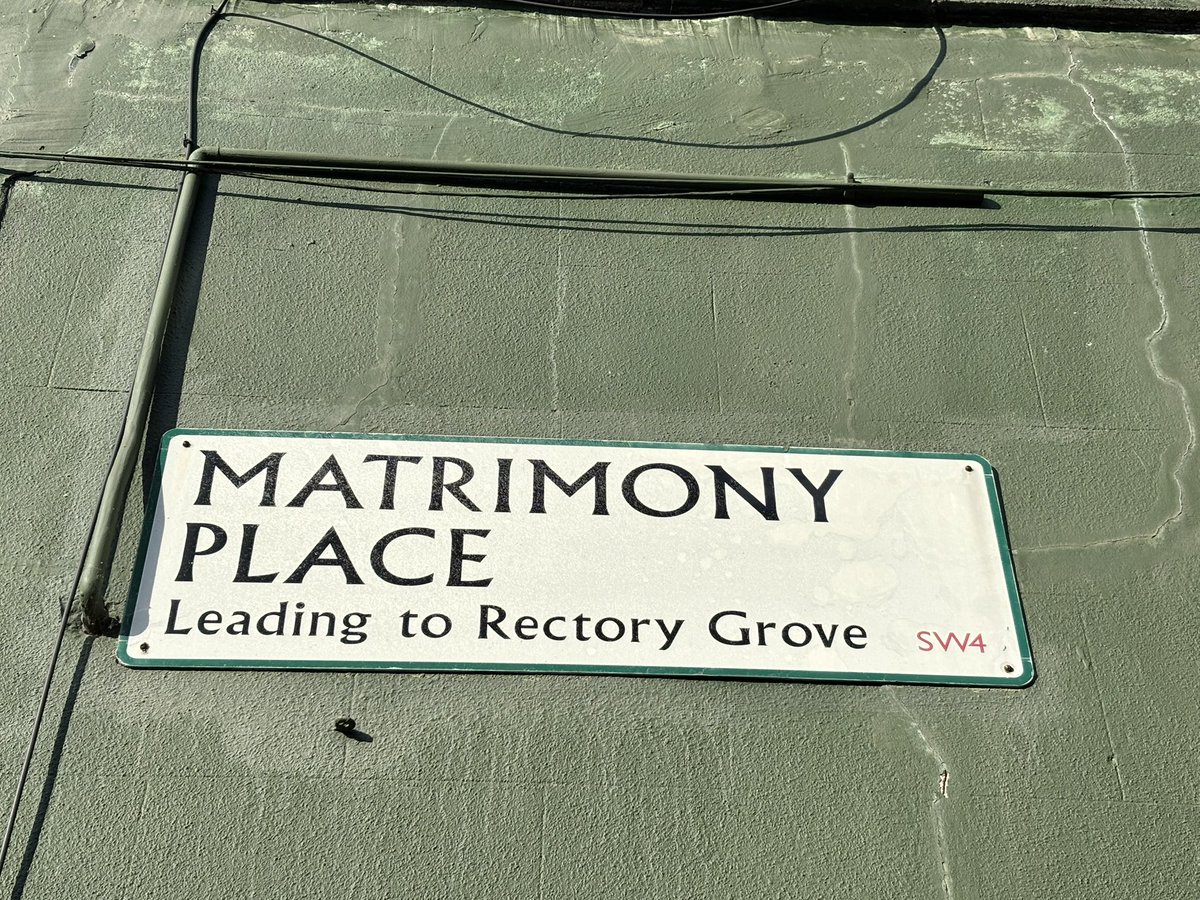 MATRIMONY
PLACE
Leading to Rectory Grove SW4